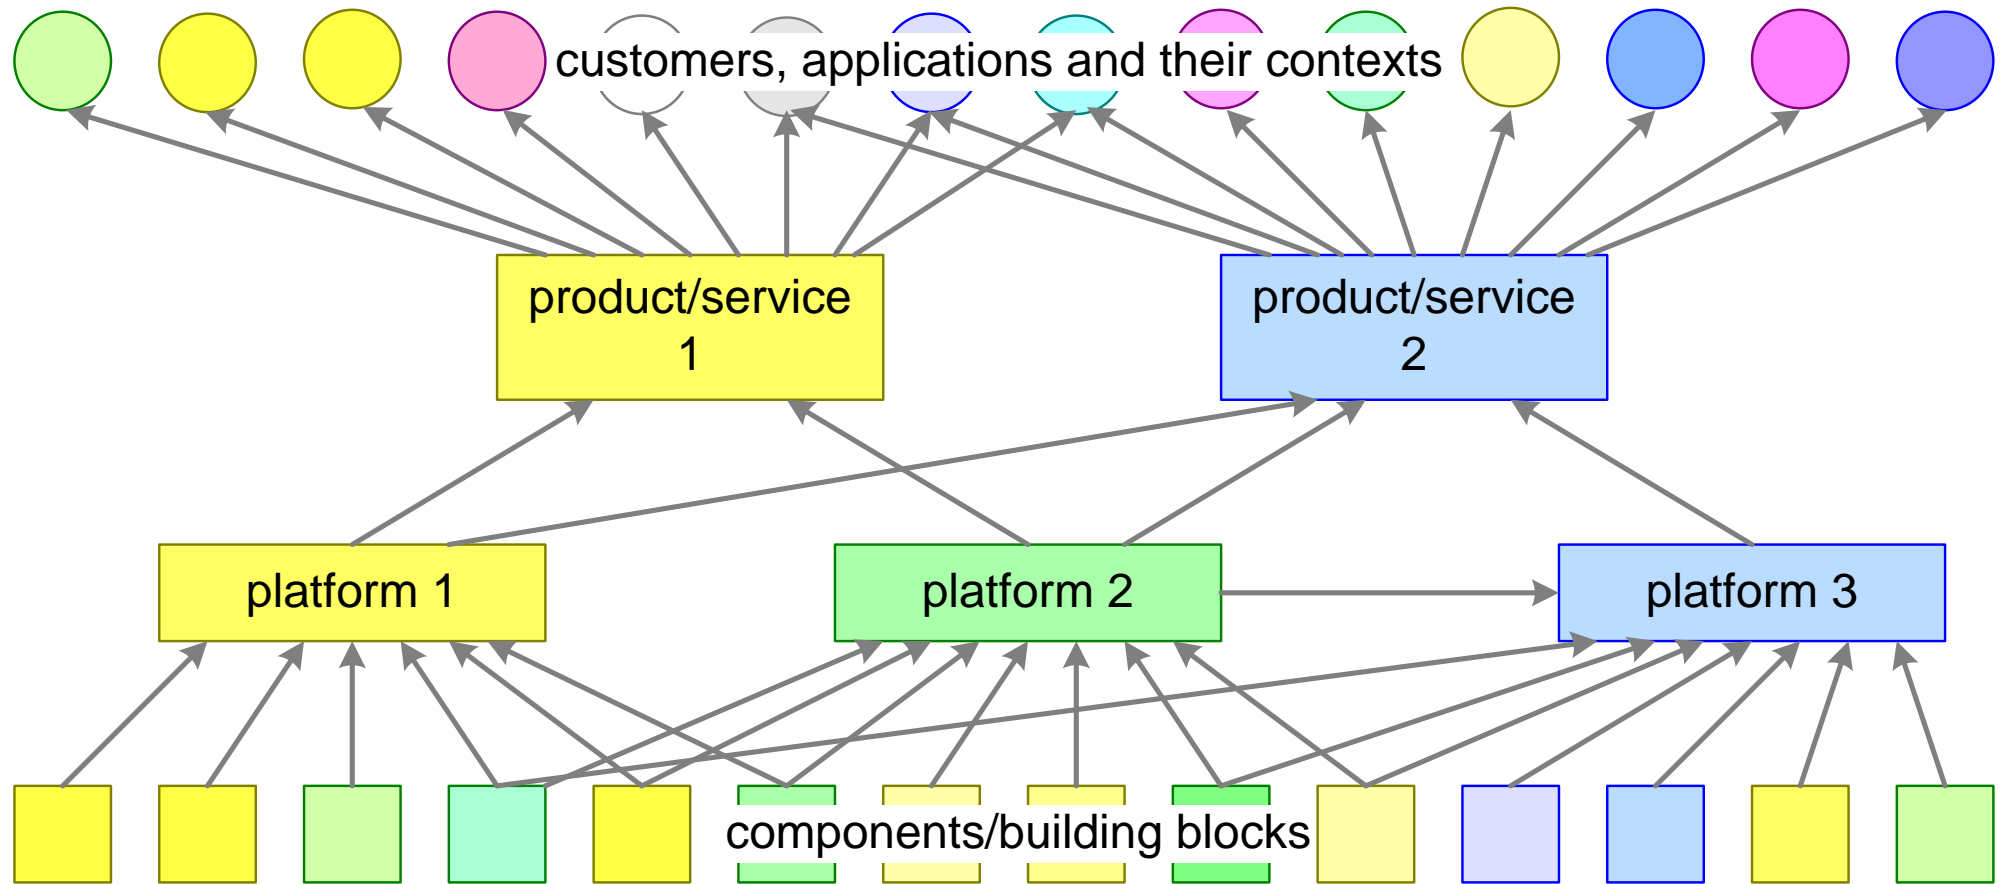 customers, applications and their contexts
product/service
1
product/service
2
platform 1
platform 2
platform 3
components/building blocks